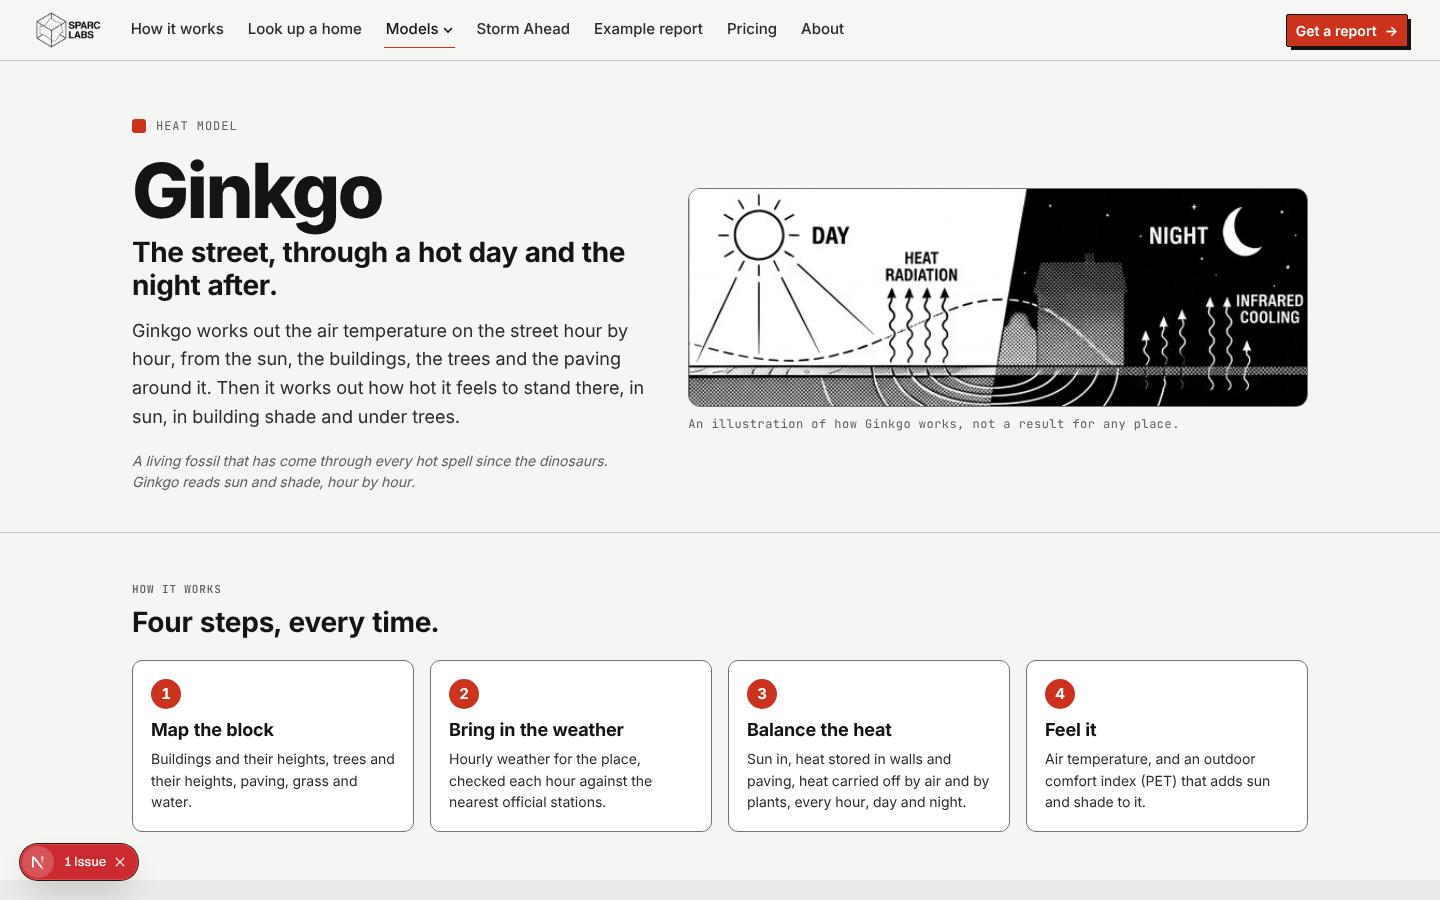 SPARC
LABS
How it works
Look up a home
Models
Storm Ahead
Example report
Pricing
About
Get a report →
HEAT MODEL
Ginkgo
The street, through a hot day and the
night after.
Ginkgo works out the air temperature on the street hour by
hour, from the sun, the buildings, the trees and the paving
around it. Then it works out how hot it feels to stand there, in
sun, in building shade and under trees.
A living fossil that has come through every hot spell since the dinosaurs.
Ginkgo reads sun and shade, hour by hour.
DAY
HEAT
RADIATION
NIGHT
INFRARED
COOLING
An illustration of how Ginkgo works, not a result for any place.
HOW IT WORKS
Four steps, every time.
1
Map the block
Buildings and their heights, trees and
their heights, paving, grass and
water.
2
Bring in the weather
Hourly weather for the place,
checked each hour against the
nearest official stations.
3
Balance the heat
Sun in, heat stored in walls and
paving, heat carried off by air and by
plants, every hour, day and night.
4
Feel it
Air temperature, and an outdoor
comfort index (PET) that adds sun
and shade to it.
N
1 Issue